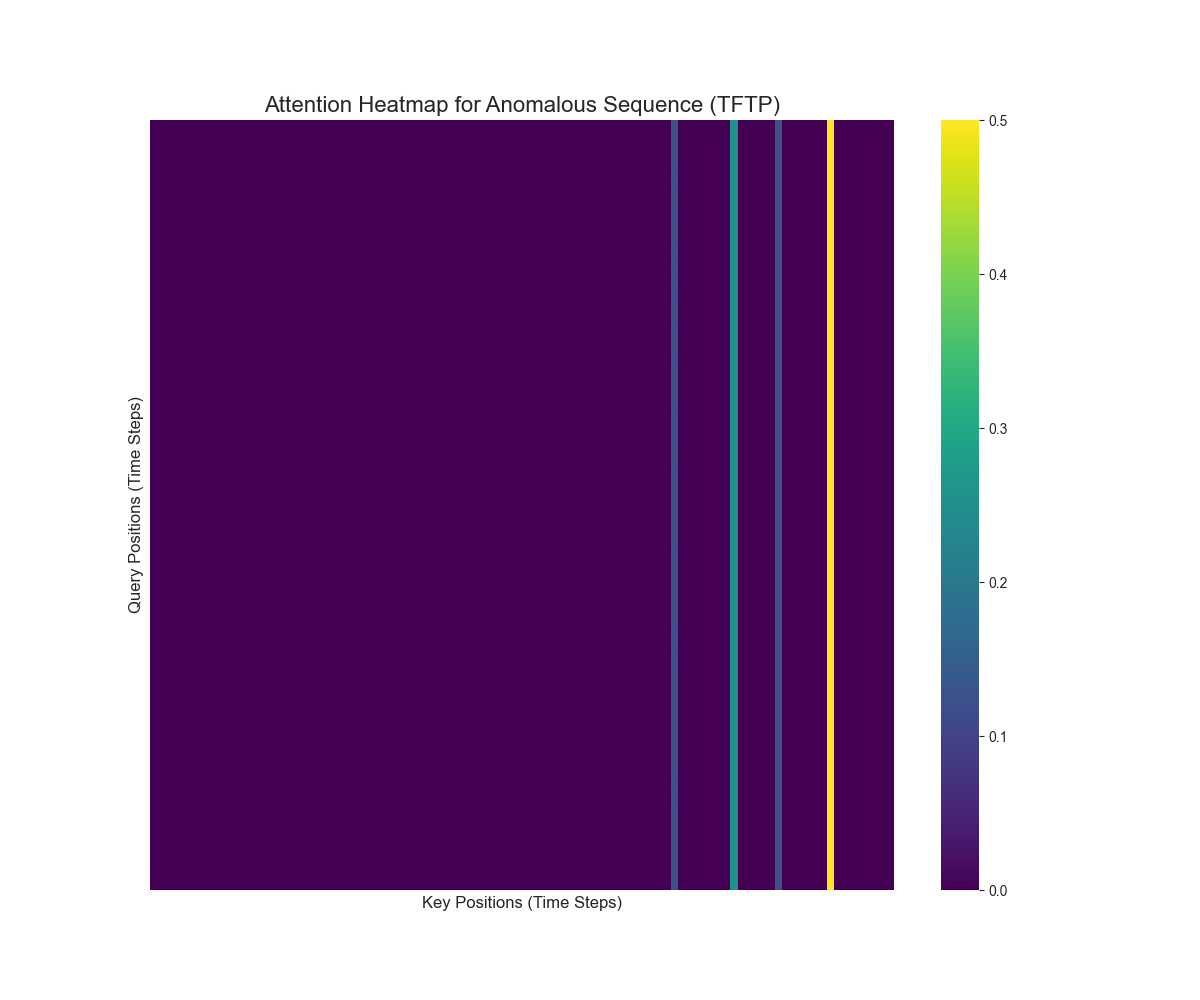 Attention Heatmap for Anomalous Sequence (TFTP)
Query Positions (Time Steps)
Key Positions (Time Steps)
0.5
0.4
0.3
0.2
0.1
0.0